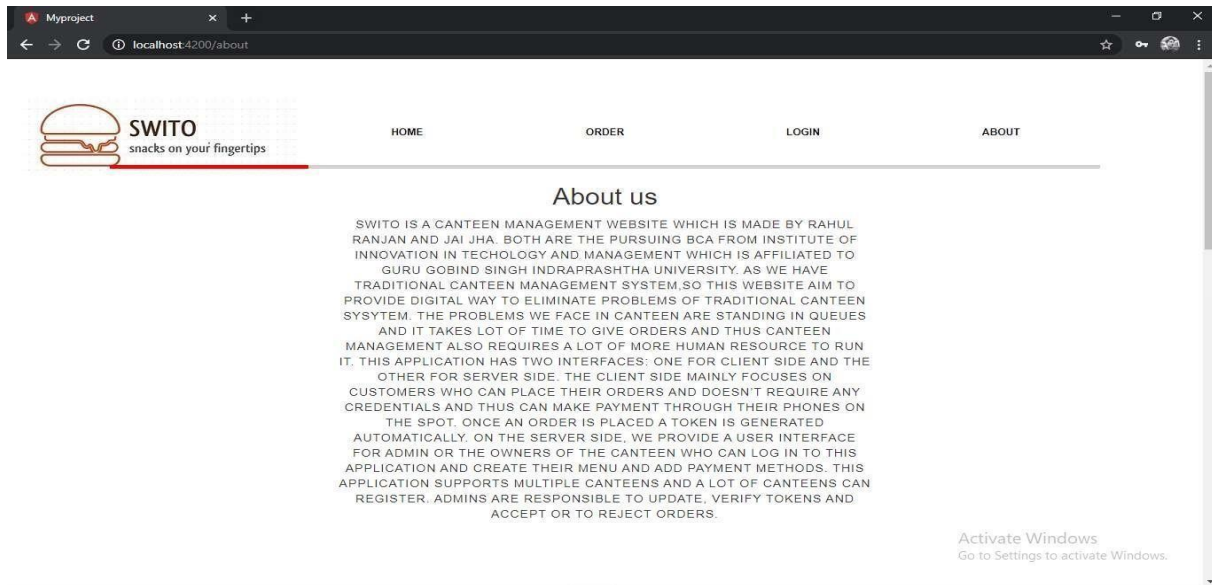 Myproject
localhost:4200/about
SWITO
snacks on your fingertips
HOME ORDER LOGIN ABOUT
About us
SWITO IS A CANTEEN MANAGEMENT WEBSITE WHICH IS MADE BY RAHUL
RANJAN AND JAI JHA. BOTH ARE THE PURSUING BCA FROM INSTITUTE OF
INNOVATION IN TECHOLOGY AND MANAGEMENT WHICH IS AFFILIATED TO
GURU GOBIND SINGH INDRAPRASHTHA UNIVERSITY. AS WE HAVE
TRADITIONAL CANTEEN MANAGEMENT SYSTEM,SO THIS WEBSITE AIM TO
PROVIDE DIGITAL WAY TO ELIMINATE PROBLEMS OF TRADITIONAL CANTEEN
SYSYTEM. THE PROBLEMS WE FACE IN CANTEEN ARE STANDING IN QUEUES
AND IT TAKES LOT OF TIME TO GIVE ORDERS AND THUS CANTEEN
MANAGEMENT ALSO REQUIRES A LOT OF MORE HUMAN RESOURCE TO RUN
IT. THIS APPLICATION HAS TWO INTERFACES: ONE FOR CLIENT SIDE AND THE
OTHER FOR SERVER SIDE. THE CLIENT SIDE MAINLY FOCUSES ON
CUSTOMERS WHO CAN PLACE THEIR ORDERS AND DOESN'T REQUIRE ANY
CREDENTIALS AND THUS CAN MAKE PAYMENT THROUGH THEIR PHONES ON
THE SPOT. ONCE AN ORDER IS PLACED A TOKEN IS GENERATED
AUTOMATICALLY. ON THE SERVER SIDE, WE PROVIDE A USER INTERFACE
FOR ADMIN OR THE OWNERS OF THE CANTEEN WHO CAN LOG IN TO THIS
APPLICATION AND CREATE THEIR MENU AND ADD PAYMENT METHODS. THIS
APPLICATION SUPPORTS MULTIPLE CANTEENS AND A LOT OF CANTEENS CAN
REGISTER. ADMINS ARE RESPONSIBLE TO UPDATE, VERIFY TOKENS AND
ACCEPT OR TO REJECT ORDERS.
Activate Windows
Go to Settings to activate Windows.